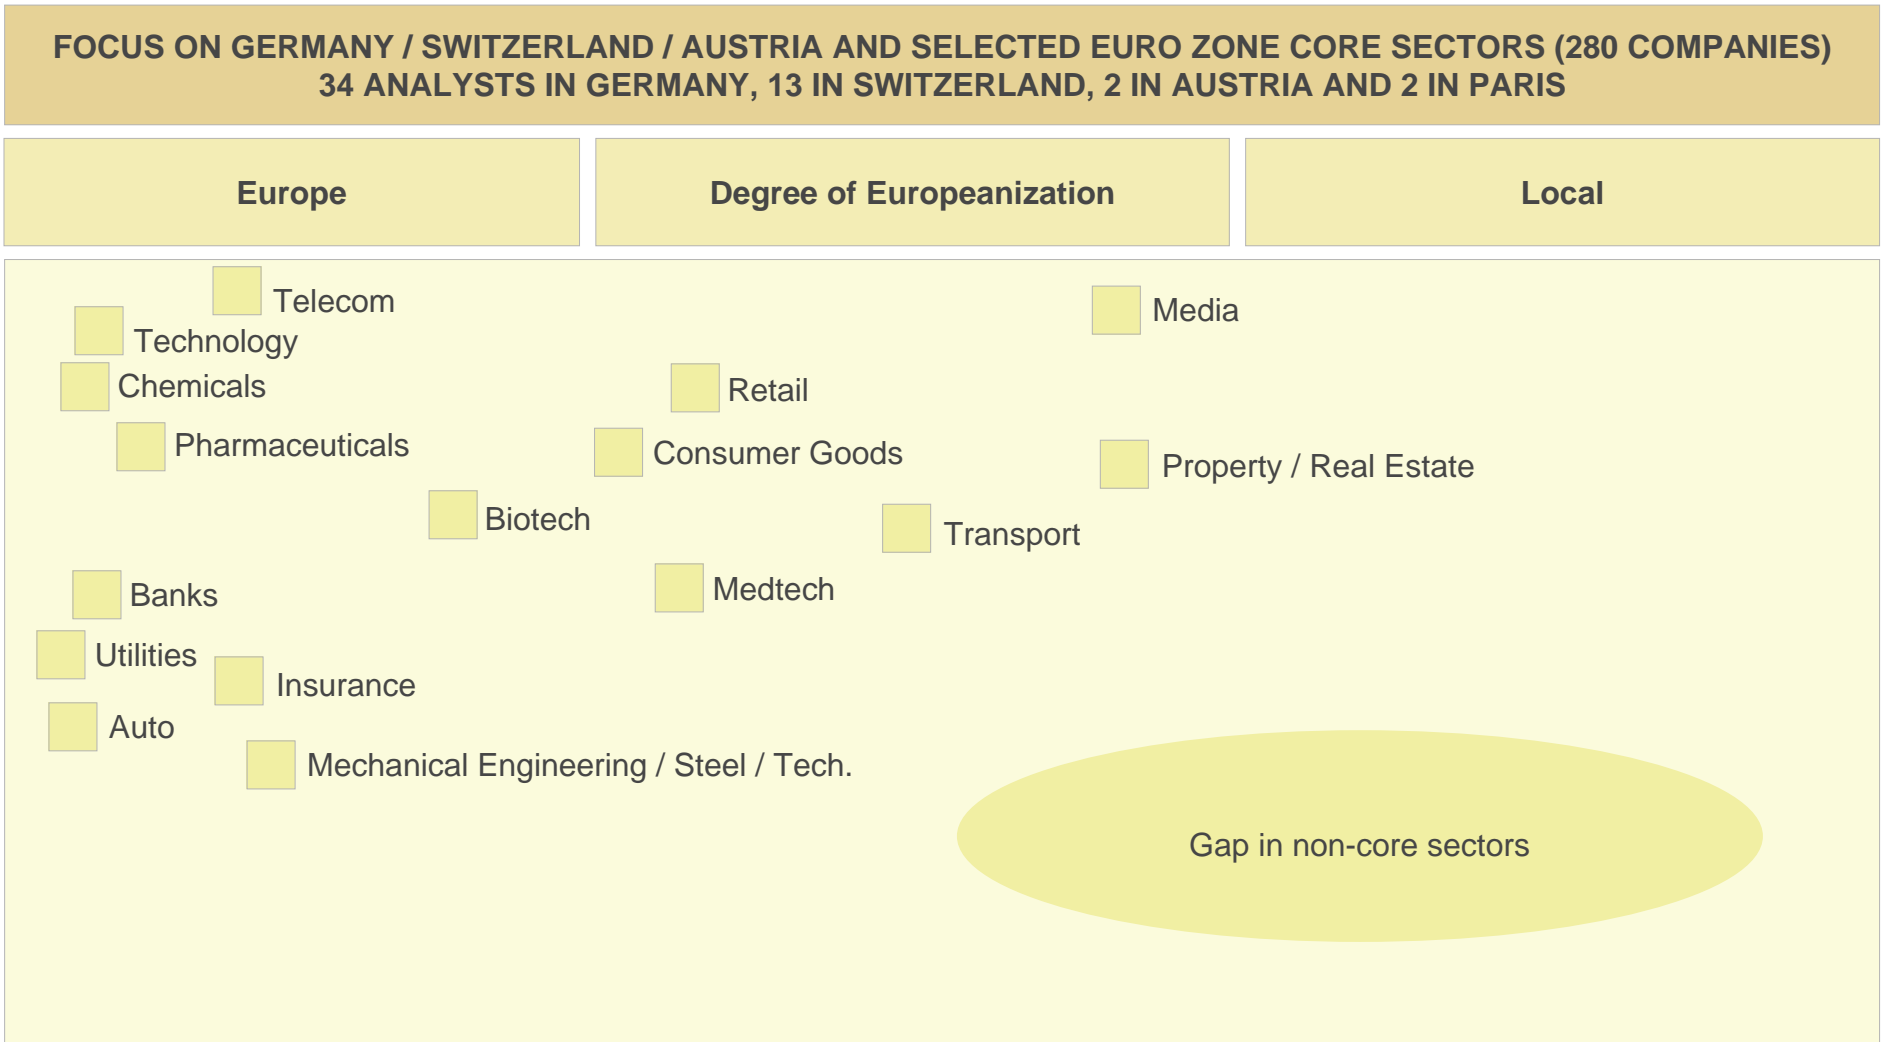 FOCUS ON GERMANY / SWITZERLAND / AUSTRIA AND SELECTED EURO ZONE CORE SECTORS (280 COMPANIES)
34 ANALYSTS IN GERMANY, 13 IN SWITZERLAND, 2 IN AUSTRIA AND 2 IN PARIS
Europe
Degree of Europeanization
Local
Telecom
Media
Technology
Chemicals
Retail
Pharmaceuticals
Consumer Goods
Property / Real Estate
Biotech
Transport
Banks
Medtech
Utilities
Insurance
Auto
Mechanical Engineering / Steel / Tech.
Gap in non-core sectors